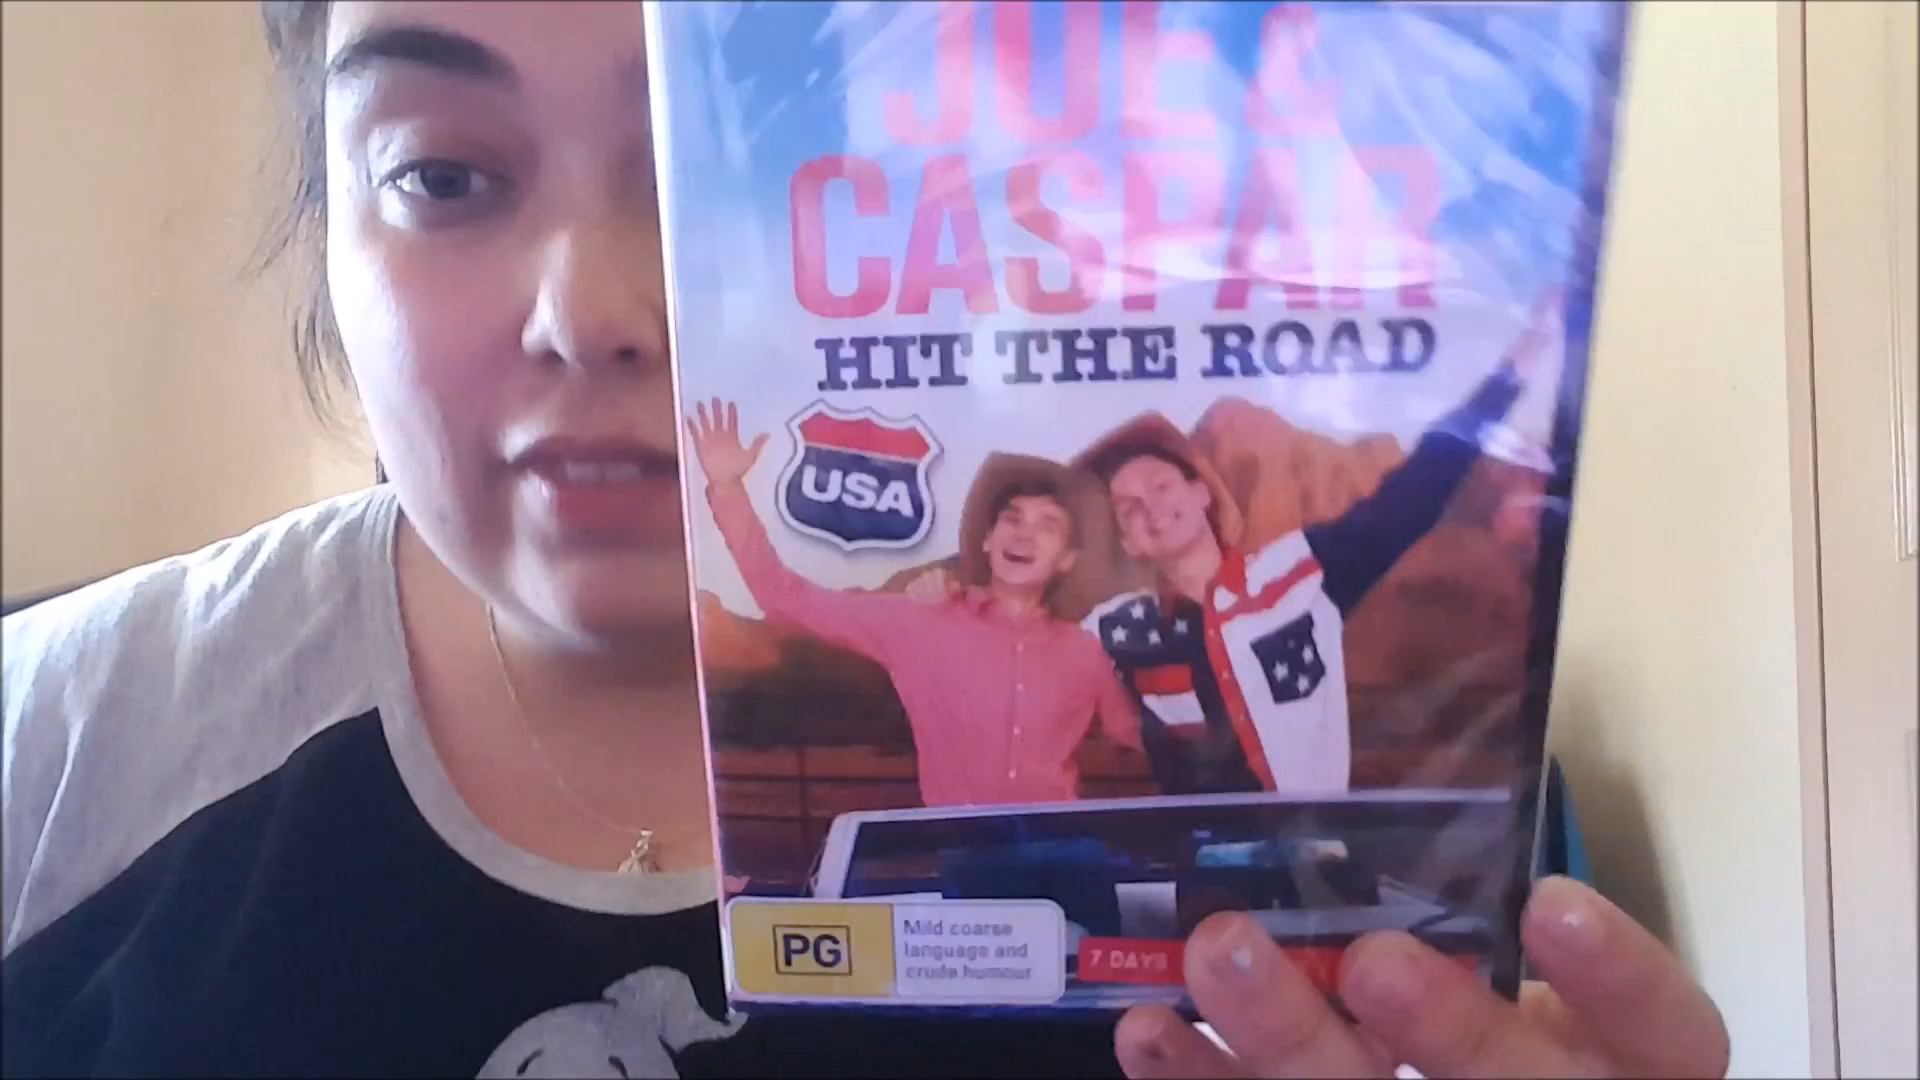 JOE &
CASPAR
HIT THE ROAD
USA
PG
Mild coarse
language and
crude humour
7 DAYS